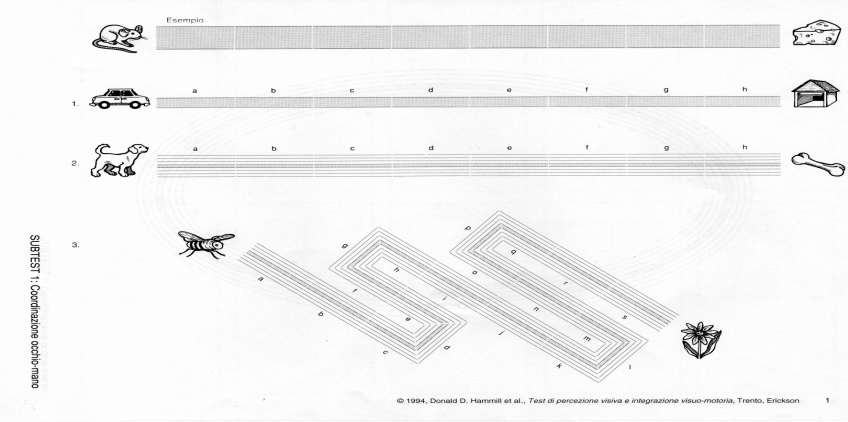 Esempio
1.
a b c d e f g h
2.
a b c d e f g h
3.
a
b
c
d
e
f
g
h
i
j
k
l
m
n
o
p
q
r
s
SUBTEST 1: Coordinazione occhio-mano
© 1994, Donald D. Hammill et al., Test di percezione visiva e integrazione visuo-motoria, Trento, Erickson 1